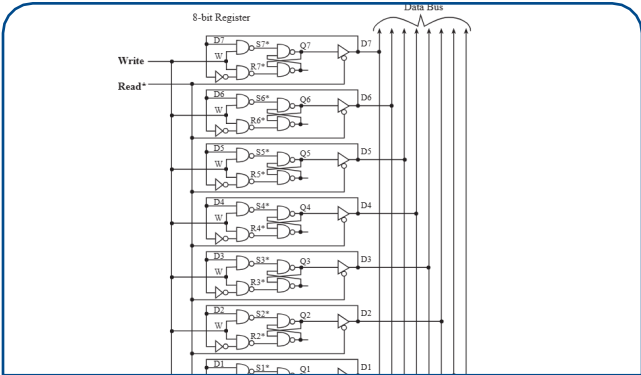 Data Bus
8-bit Register
D7 S7* Q7 D7
Write W
R7*
Read*
D6 S6* Q6 D6
W
R6*
D5 S5* Q5 D5
W
R5*
D4 S4* Q4 D4
W
R4*
D3 S3* Q3 D3
W
R3*
D2 S2* Q2 D2
W
R2*
D1 S1* Q1 D1